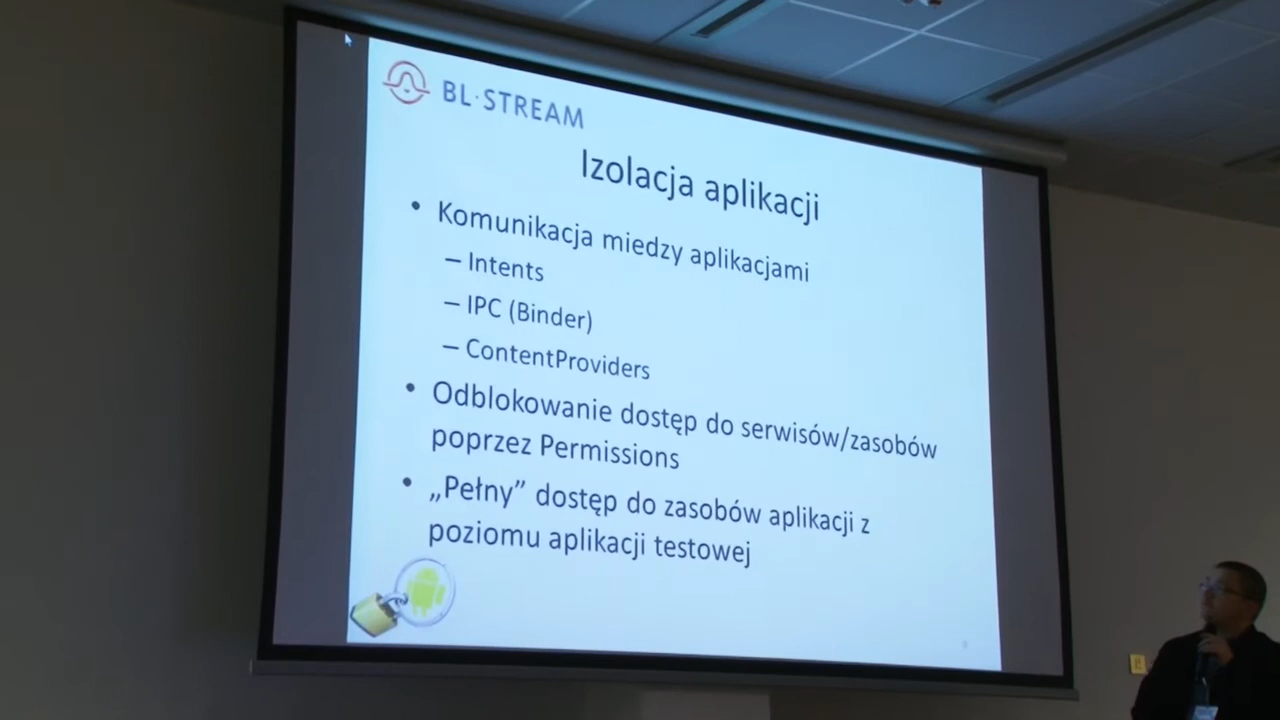 BL·STREAM
Izolacja aplikacji
• Komunikacja miedzy aplikacjami
– Intents
– IPC (Binder)
– ContentProviders
• Odblokowanie dostęp do serwisów/zasobów
poprzez Permissions
• „Pełny” dostęp do zasobów aplikacji z
poziomu aplikacji testowej